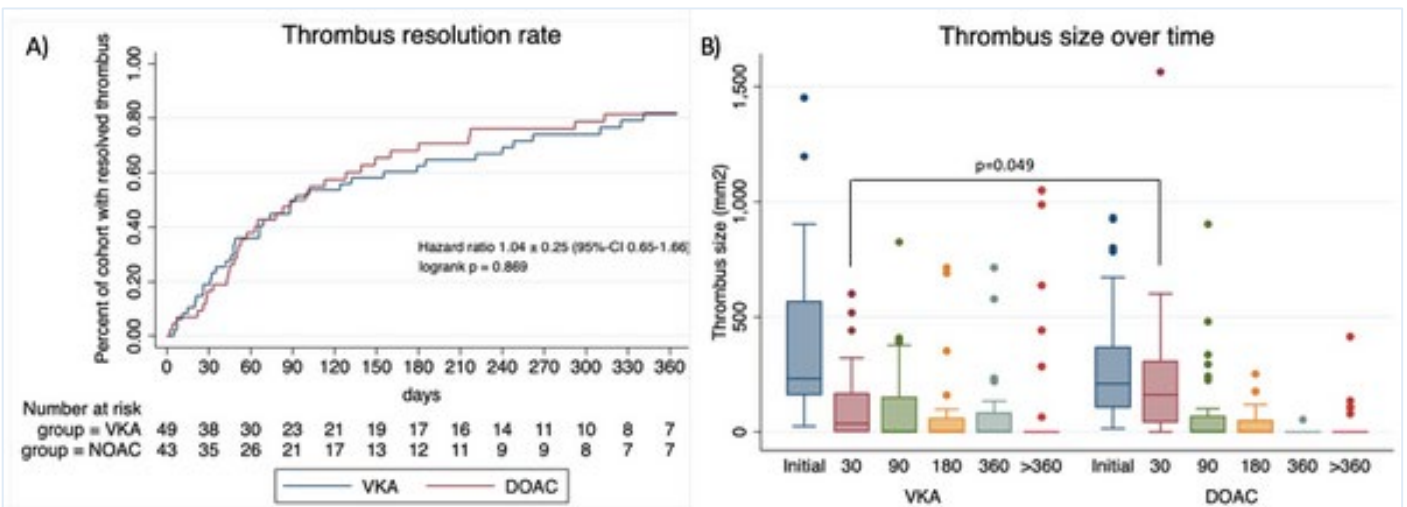 A)
Thrombus resolution rate
Percent of cohort with resolved thrombus
1.00
0.80
0.60
0.40
0.20
0.00
Hazard ratio 1.04 ± 0.25 (95%-CI 0.65-1.66)
logrank p = 0.869
0 30 60 90 120 150 180 210 240 270 300 330 360
days
Number at risk
group = VKA 49 38 30 23 21 19 17 16 14 11 10 8 7
group = NOAC 43 35 26 21 17 13 12 11 9 9 8 7 7
VKA DOAC
B)
Thrombus size over time
Thrombus size (mm2)
1,500
1,000
500
0
p=0.049
Initial 30 90 180 360 >360 Initial 30 90 180 360 >360
VKA DOAC